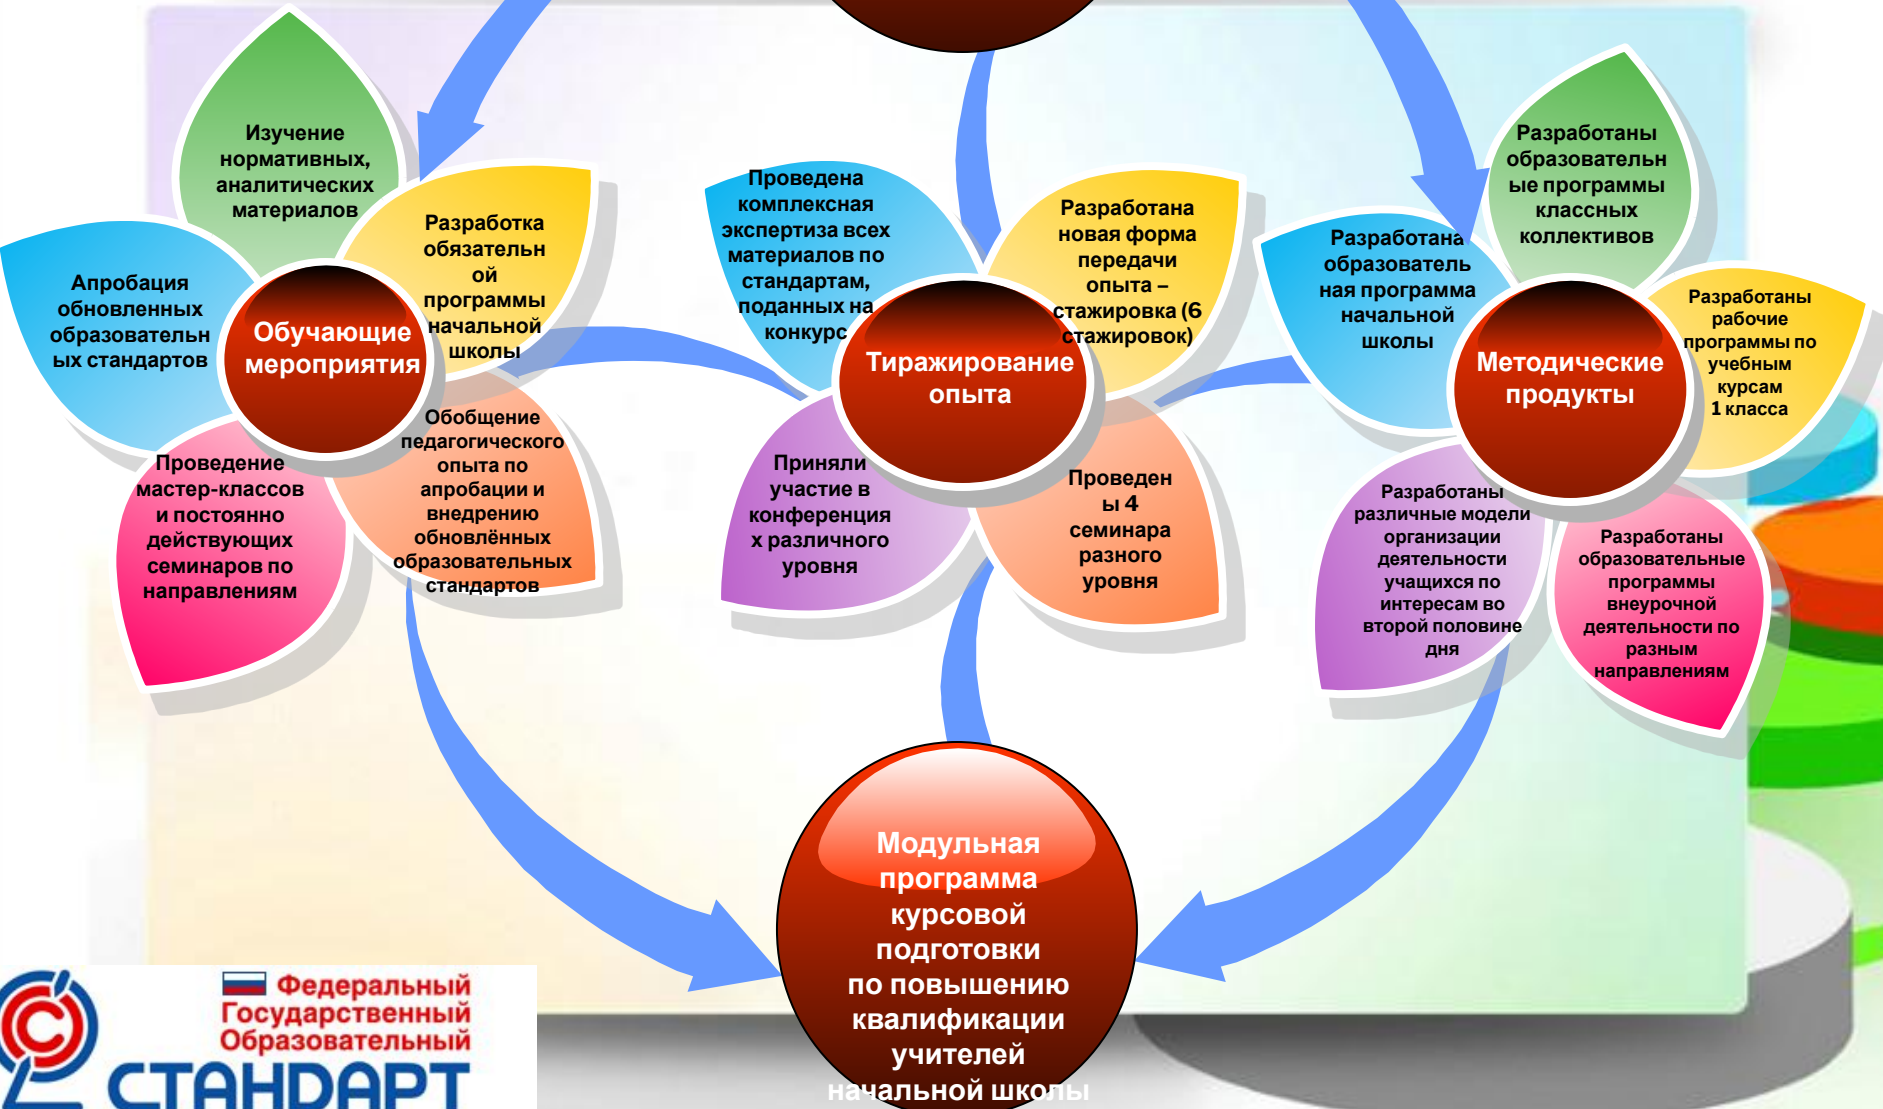 Изучение
нормативных,
аналитических
материалов
Разработка
обязательн
ой
программы
начальной
школы
Апробация
обновленных
образовательн
ых стандартов
Обучающие
мероприятия
Проведение
мастер-классов
и постоянно
действующих
семинаров по
направлениям
Обобщение
педагогического
опыта по
апробации и
внедрению
обновлённых
образовательных
стандартов
Проведена
комплексная
экспертиза всех
материалов по
стандартам,
поданных на
конкурс
Разработана
новая форма
передачи
опыта –
стажировка (6
стажировок)
Тиражирование
опыта
Приняли
участие в
конференция
х различного
уровня
Проведен
ы 4
семинара
разного
уровня
Разработаны
образовательн
ые программы
классных
коллективов
Разработана
образователь
ная программа
начальной
школы
Разработаны
рабочие
программы по
учебным
курсам
1 класса
Методические
продукты
Разработаны
различные модели
организации
деятельности
учащихся по
интересам во
второй половине
дня
Разработаны
образовательные
программы
внеурочной
деятельности по
разным
направлениям
Модульная
программа
курсовой
подготовки
по повышению
квалификации
учителей
начальной школы
Федеральный
Государственный
Образовательный
СТАНДАРТ